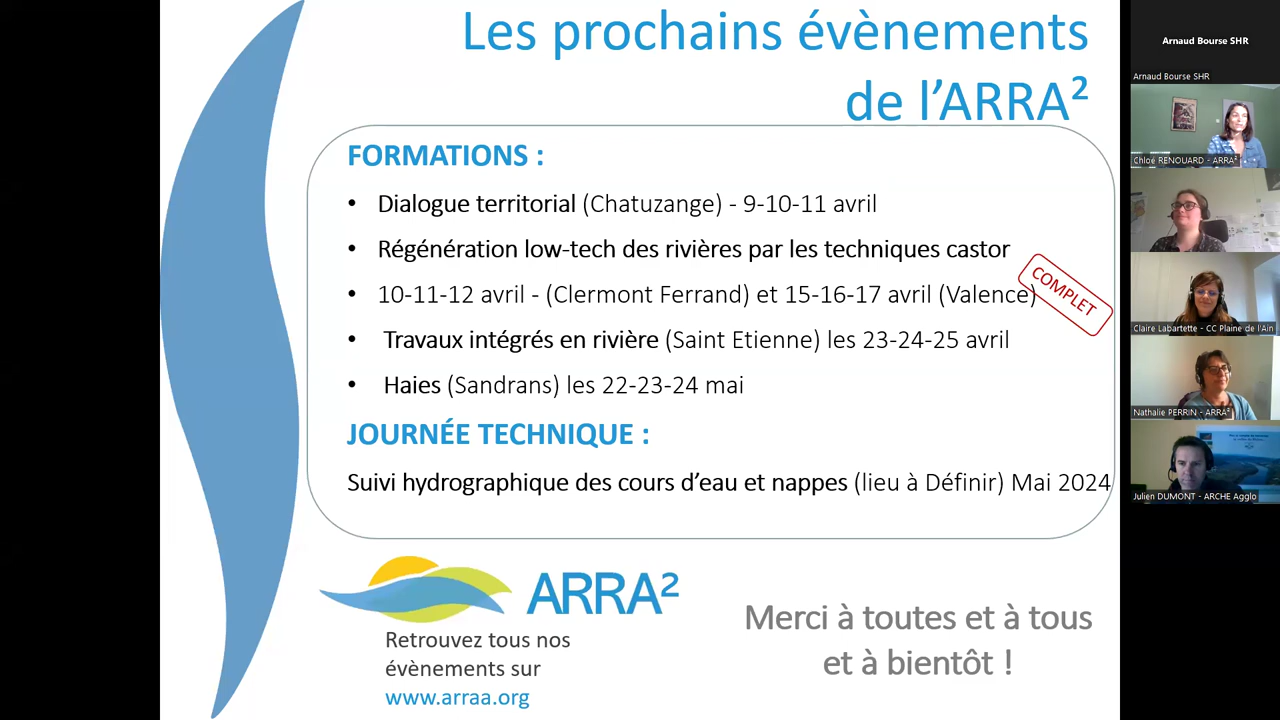 Les prochains évènements
de l'ARRA²
FORMATIONS :
• Dialogue territorial (Chatuzange) - 9-10-11 avril
• Régénération low-tech des rivières par les techniques castor
• 10-11-12 avril - (Clermont Ferrand) et 15-16-17 avril (Valence)
COMPLET
• Travaux intégrés en rivière (Saint Etienne) les 23-24-25 avril
• Haies (Sandrans) les 22-23-24 mai
JOURNÉE TECHNIQUE :
Suivi hydrographique des cours d'eau et nappes (lieu à Définir) Mai 2024
ARRA²
Retrouvez tous nos
évènements sur
www.arraa.org
Merci à toutes et à tous
et à bientôt !
Arnaud Bourse SHR
Arnaud Bourse SHR
Chloé RENOUARD - ARRA²
Claire Labartette - CC Plaine de l'Ain
Nathalie PERRIN - ARRA²
Julien DUMONT - ARCHE Agglo